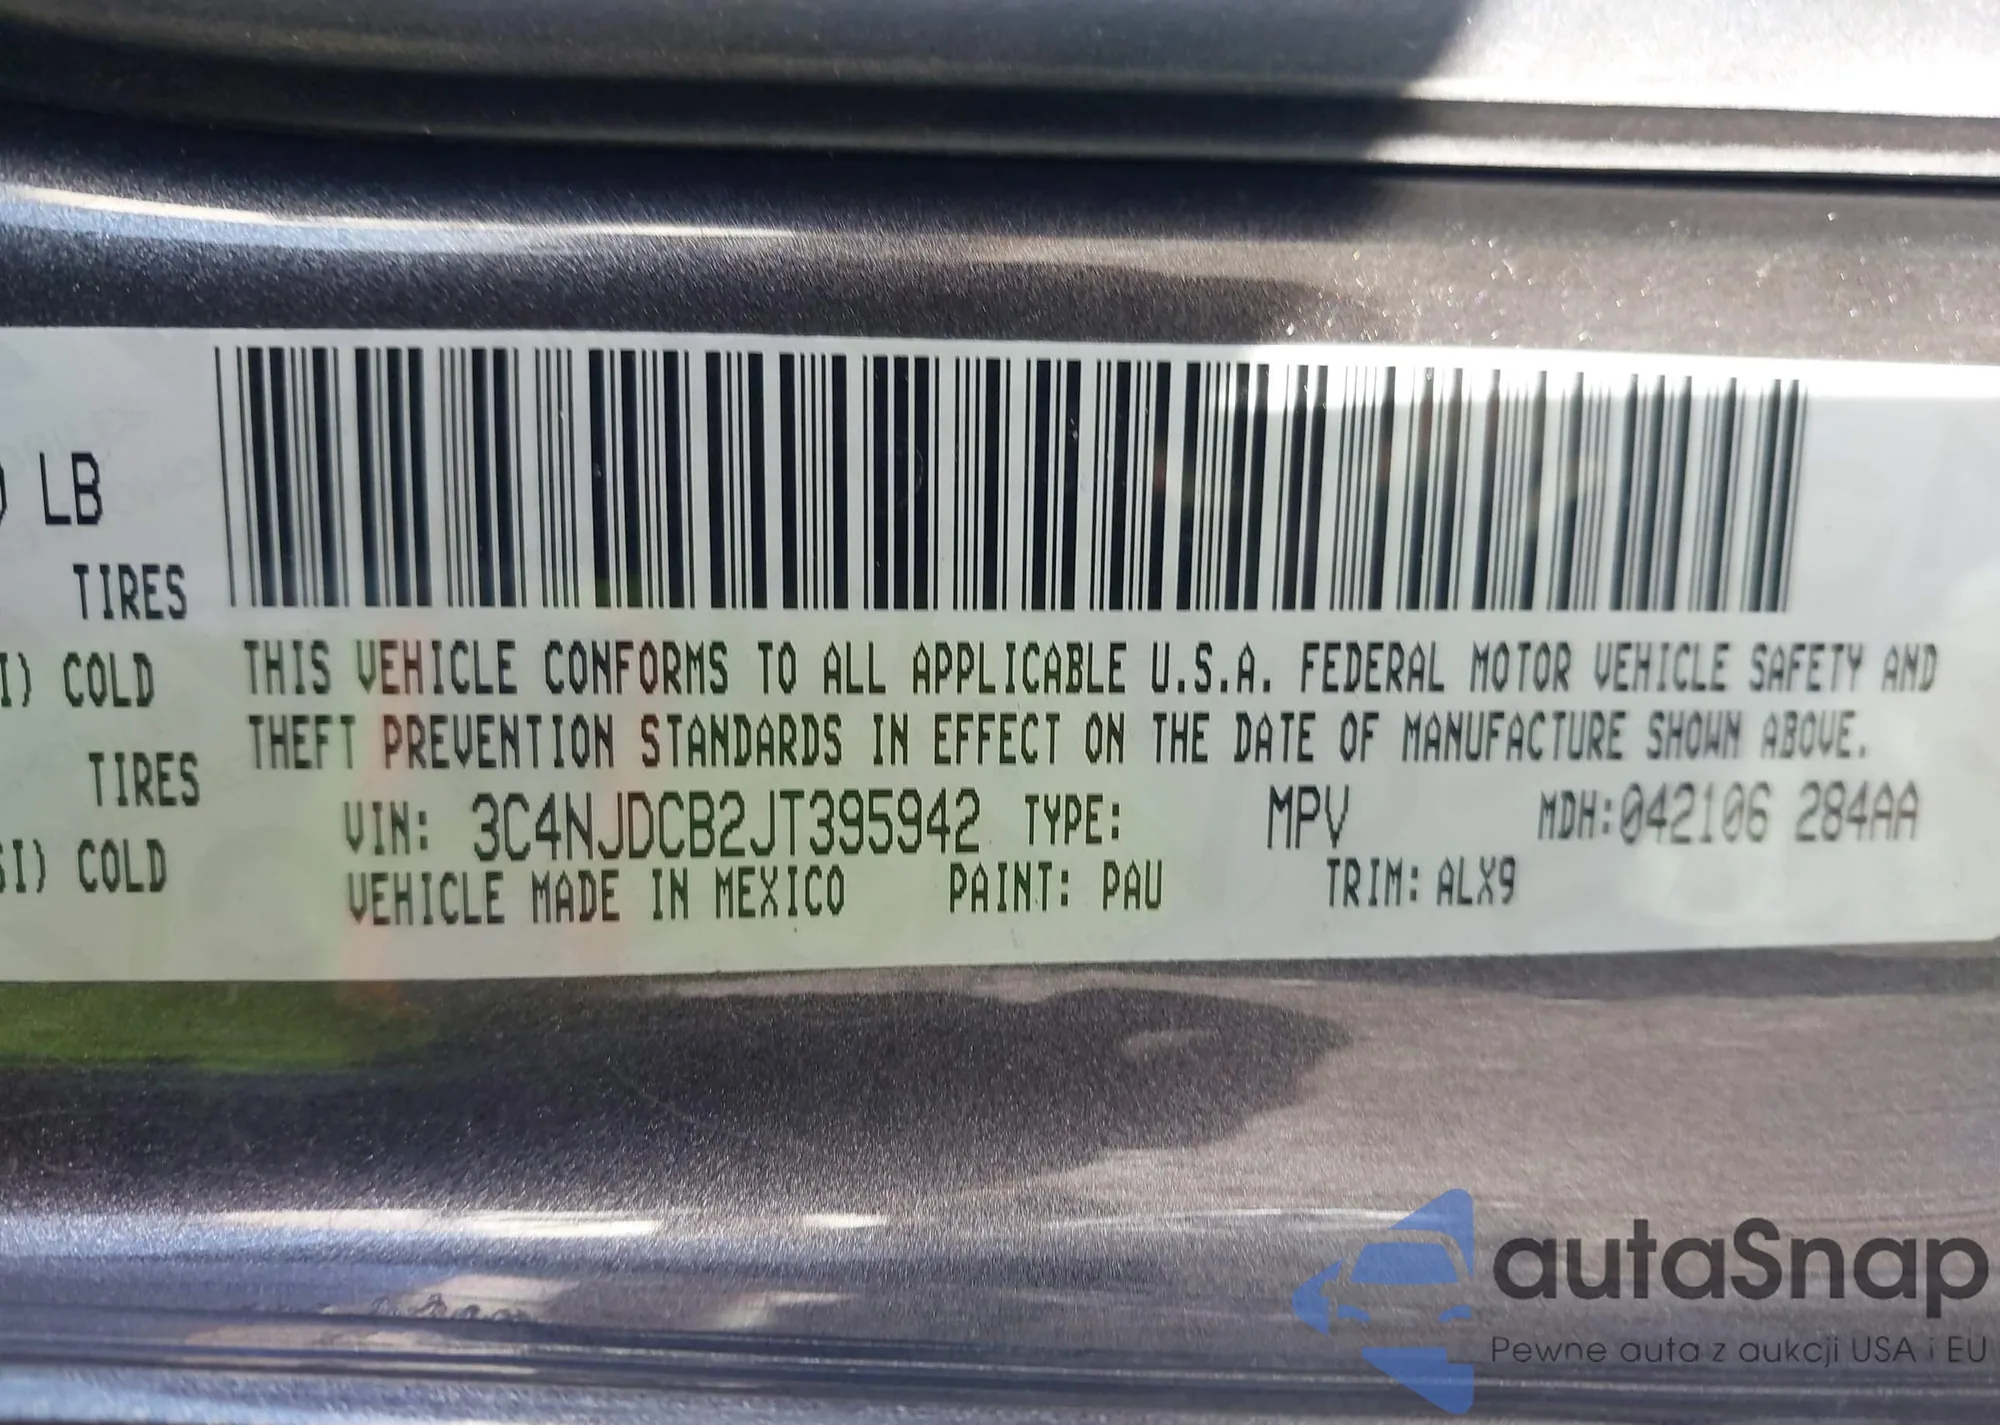 LB
TIRES
I) COLD
TIRES
SI) COLD
THIS VEHICLE CONFORMS TO ALL APPLICABLE U.S.A. FEDERAL MOTOR VEHICLE SAFETY AND
THEFT PREVENTION STANDARDS IN EFFECT ON THE DATE OF MANUFACTURE SHOWN ABOVE.
VIN: 3C4NJDCB2JT395942 TYPE: MPV MDH:042106 284AA
VEHICLE MADE IN MEXICO PAINT: PAU TRIM: ALX9
autaSnap
Pewne auta z aukcji USA i EU